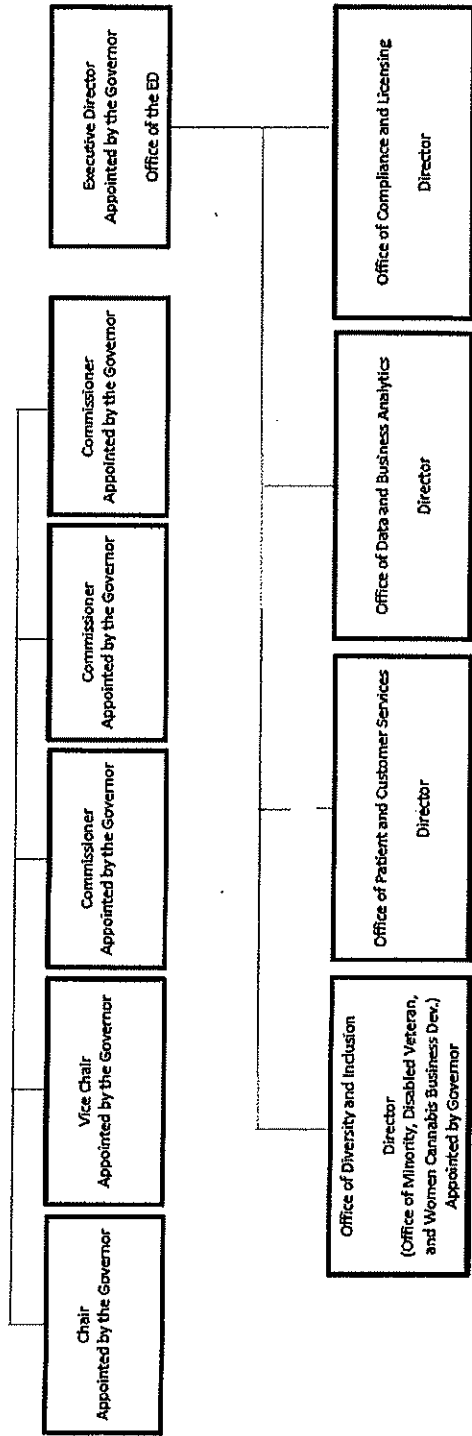 Chair
Appointed by the Governor
Vice Chair
Appointed by the Governor
Commissioner
Appointed by the Governor
Commissioner
Appointed by the Governor
Commissioner
Appointed by the Governor
Executive Director
Appointed by the Governor
Office of the ED
Office of Diversity and Inclusion
Director
(Office of Minority, Disabled Veteran,
and Women Cannabis Business Dev.)
Appointed by Governor
Office of Patient and Customer Services
Director
Office of Data and Business Analytics
Director
Office of Compliance and Licensing
Director